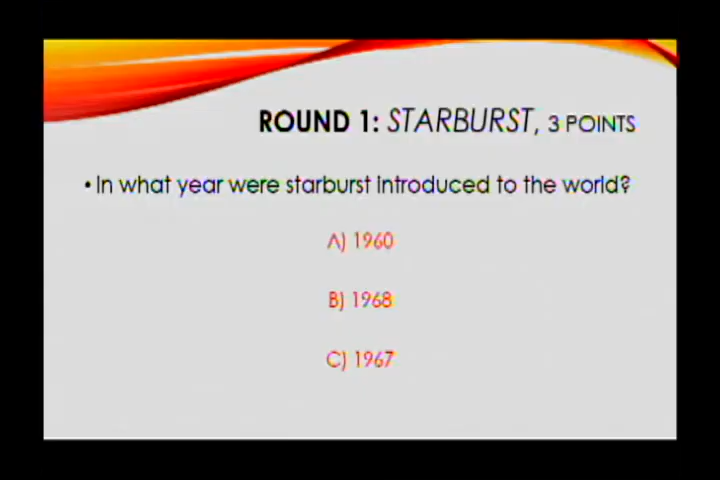 ROUND 1: STARBURST, 3 POINTS
• In what year were starburst introduced to the world?
A) 1960
B) 1968
C) 1967